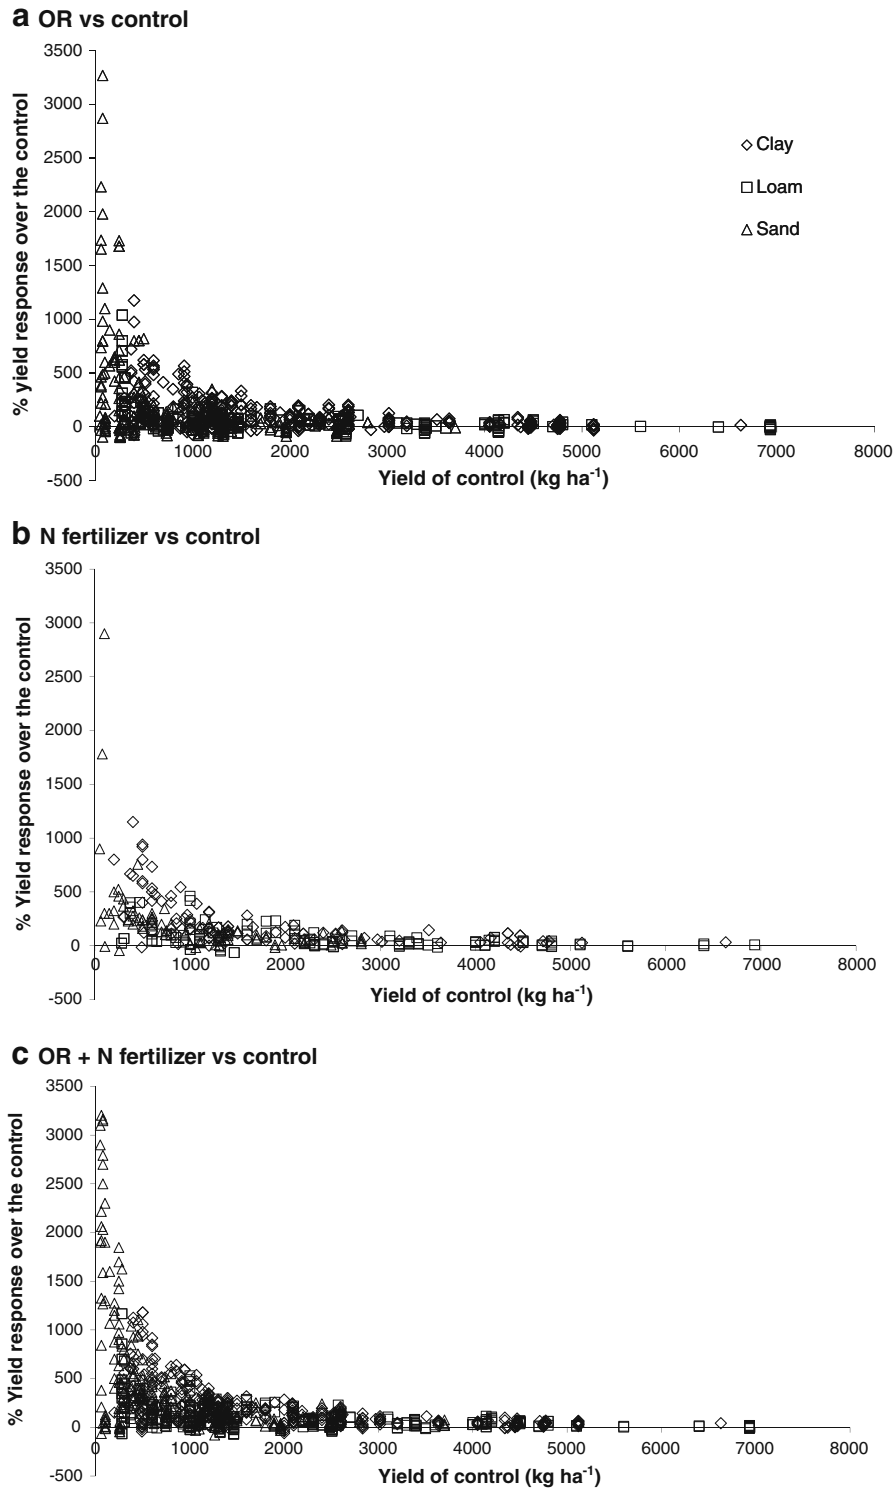 a OR vs control
3500
3000
2500
2000
1500
1000
500
0
-500
% yield response over the control
Clay
Loam
Sand
0 1000 2000 3000 4000 5000 6000 7000 8000
Yield of control (kg ha-1)
b N fertilizer vs control
3500
3000
2500
2000
1500
1000
500
0
-500
% Yield response over the control
0 1000 2000 3000 4000 5000 6000 7000 8000
Yield of control (kg ha-1)
c OR + N fertilizer vs control
3500
3000
2500
2000
1500
1000
500
0
-500
% Yield response over the control
0 1000 2000 3000 4000 5000 6000 7000 8000
Yield of control (kg ha-1)